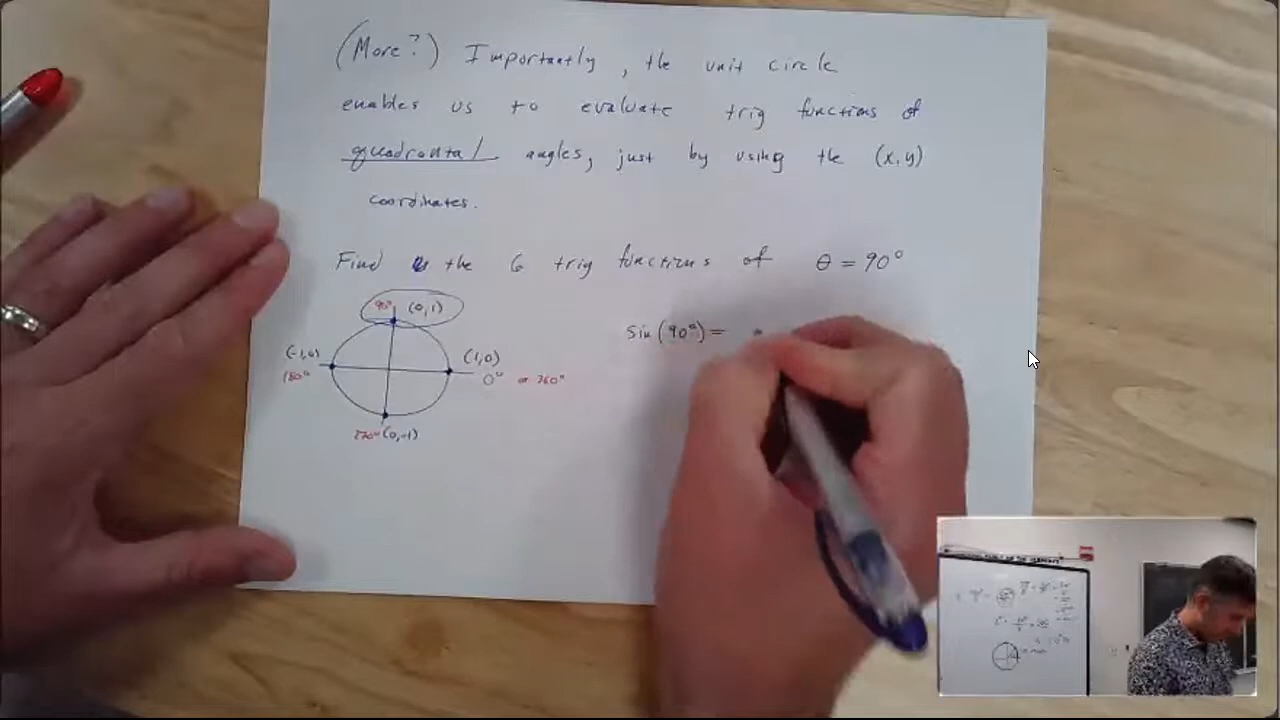 (More?) Importantly, the unit circle
enables us to evaluate trig functions of
quadrantal angles, just by using the (x,y)
coordinates.
Find the 6 trig functions of θ = 90°
90° (0,1)
sin (90°) =
(-1,0)
180°
(1,0)
0° or 360°
270° (0,-1)